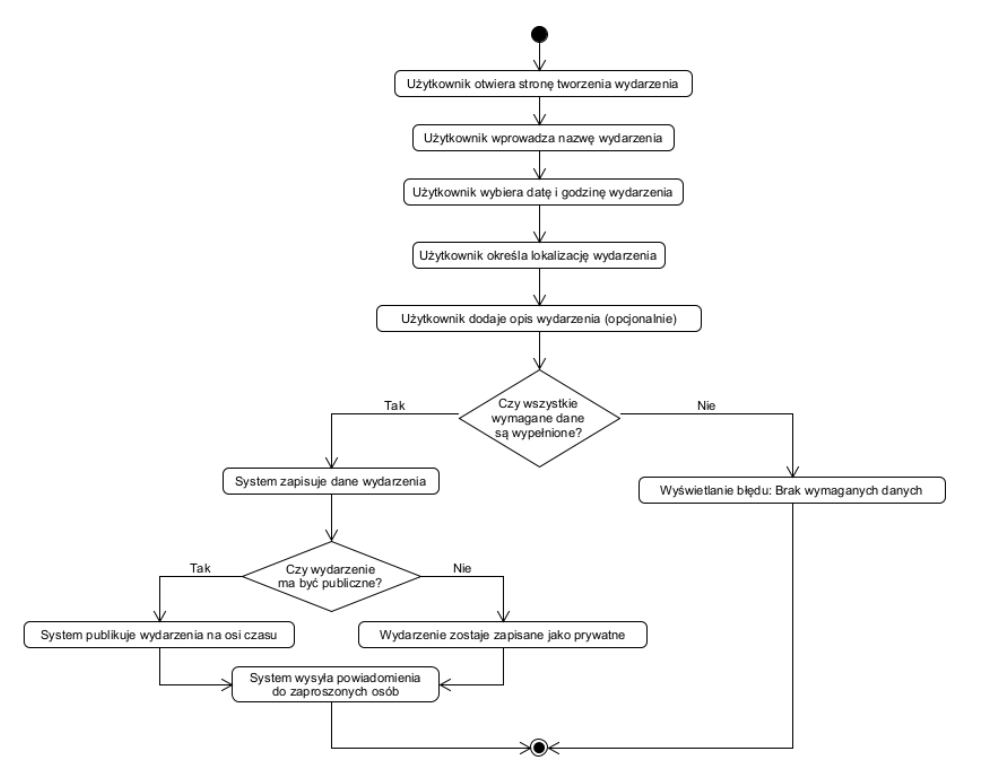 Użytkownik otwiera stronę tworzenia wydarzenia
Użytkownik wprowadza nazwę wydarzenia
Użytkownik wybiera datę i godzinę wydarzenia
Użytkownik określa lokalizację wydarzenia
Użytkownik dodaje opis wydarzenia (opcjonalnie)
Czy wszystkie
wymagane dane
są wypełnione?
Tak
Nie
System zapisuje dane wydarzenia
Wyświetlanie błędu: Brak wymaganych danych
Czy wydarzenie
ma być publiczne?
Tak
Nie
System publikuje wydarzenia na osi czasu
Wydarzenie zostaje zapisane jako prywatne
System wysyła powiadomienia
do zaproszonych osób